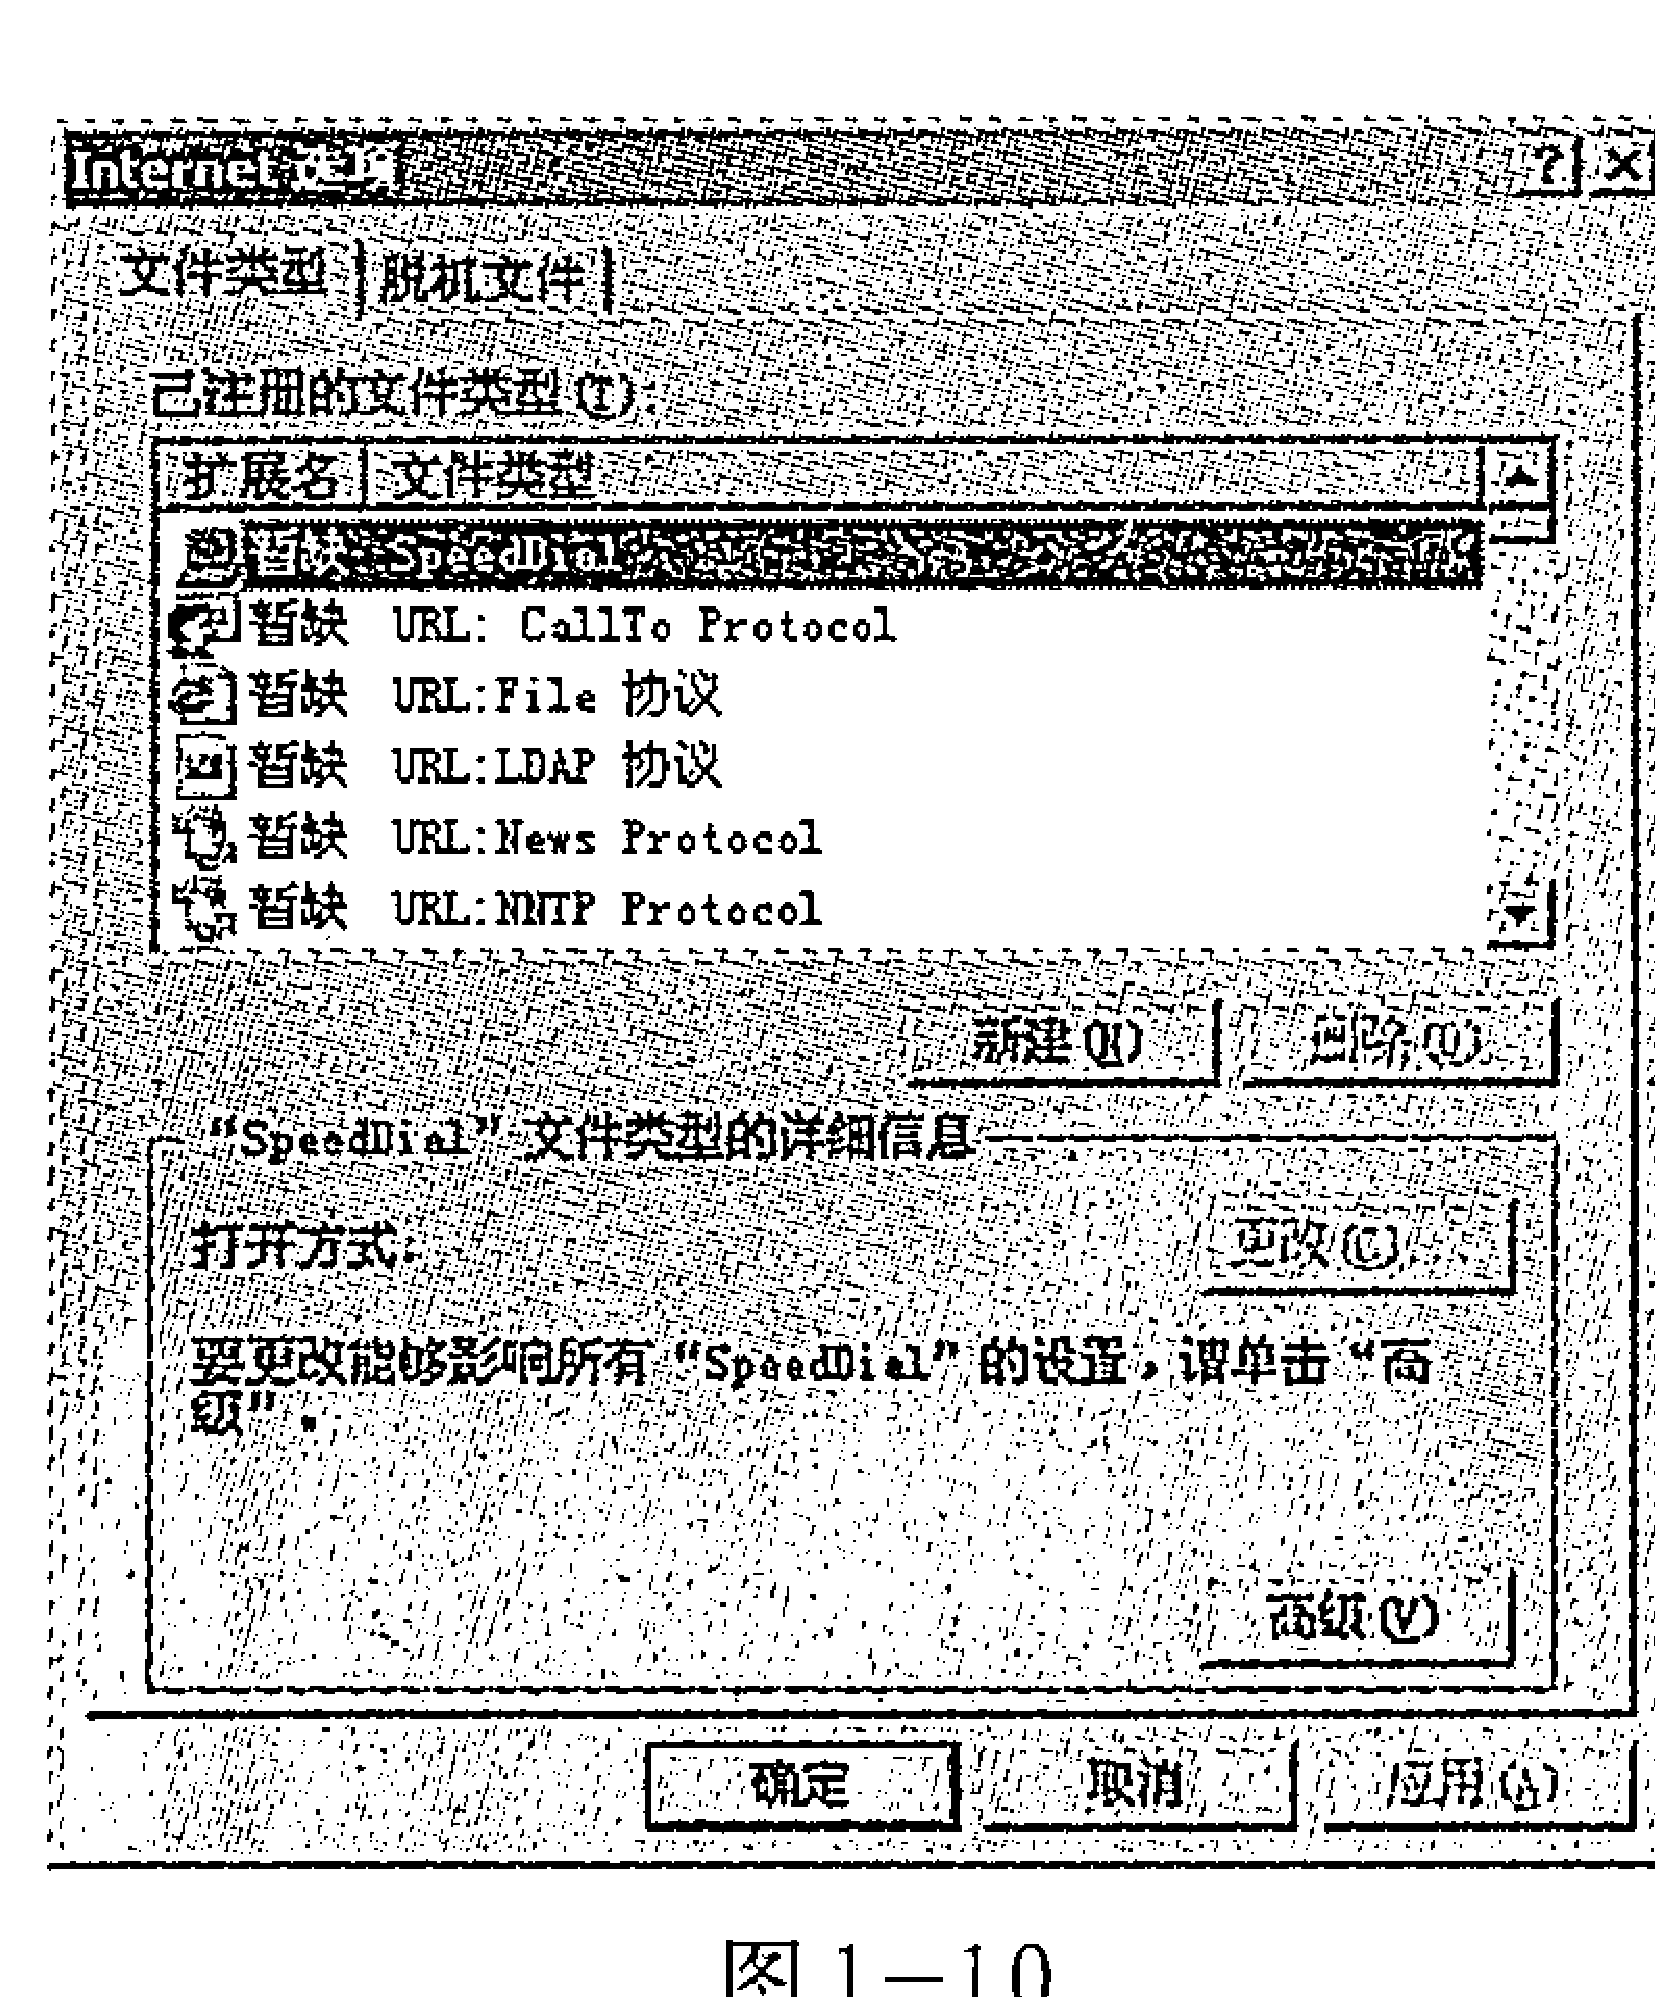 Internet 选项
? ×
文件类型 脱机文件
已注册的文件类型(T):
扩展名 文件类型
暂缺 SpeedDial
暂缺 URL: CallTo Protocol
暂缺 URL:File 协议
暂缺 URL:LDAP 协议
暂缺 URL:News Protocol
暂缺 URL:NNTP Protocol
新建(N) 删除(D)
“SpeedDial” 文件类型的详细信息
打开方式:
更改(C)...
要更改能够影响所有 “SpeedDial” 的设置，请单击 “高
级” 。
高级(V)
确定 取消 应用(A)
图 1-10